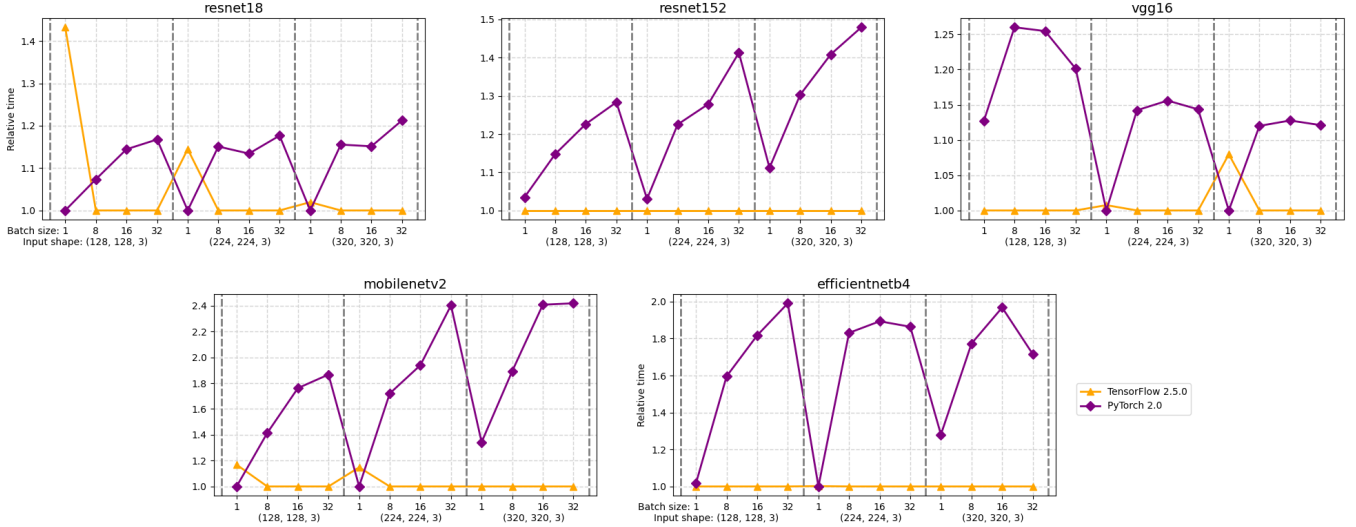 resnet18
resnet152
vgg16
Relative time
1.4
1.3
1.2
1.1
1.0
1.5
1.4
1.3
1.2
1.1
1.0
1.25
1.20
1.15
1.10
1.05
1.00
Batch size: 1 8 16 32 1 8 16 32 1 8 16 32
Input shape: (128, 128, 3) (224, 224, 3) (320, 320, 3)
1 8 16 32 1 8 16 32 1 8 16 32
(128, 128, 3) (224, 224, 3) (320, 320, 3)
1 8 16 32 1 8 16 32 1 8 16 32
(128, 128, 3) (224, 224, 3) (320, 320, 3)
mobilenetv2
efficientnetb4
2.4
2.2
2.0
1.8
1.6
1.4
1.2
1.0
Relative time
2.0
1.8
1.6
1.4
1.2
1.0
1 8 16 32 1 8 16 32 1 8 16 32
(128, 128, 3) (224, 224, 3) (320, 320, 3)
Batch size: 1 8 16 32 1 8 16 32 1 8 16 32
Input shape: (128, 128, 3) (224, 224, 3) (320, 320, 3)
TensorFlow 2.5.0
PyTorch 2.0